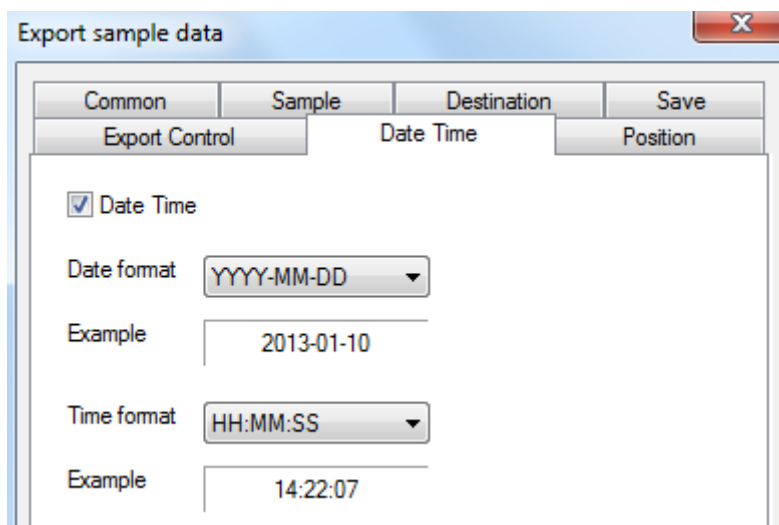 Export sample data
Common Sample Destination Save
Export Control Date Time Position
Date Time
Date format YYYY-MM-DD
Example 2013-01-10
Time format HH:MM:SS
Example 14:22:07